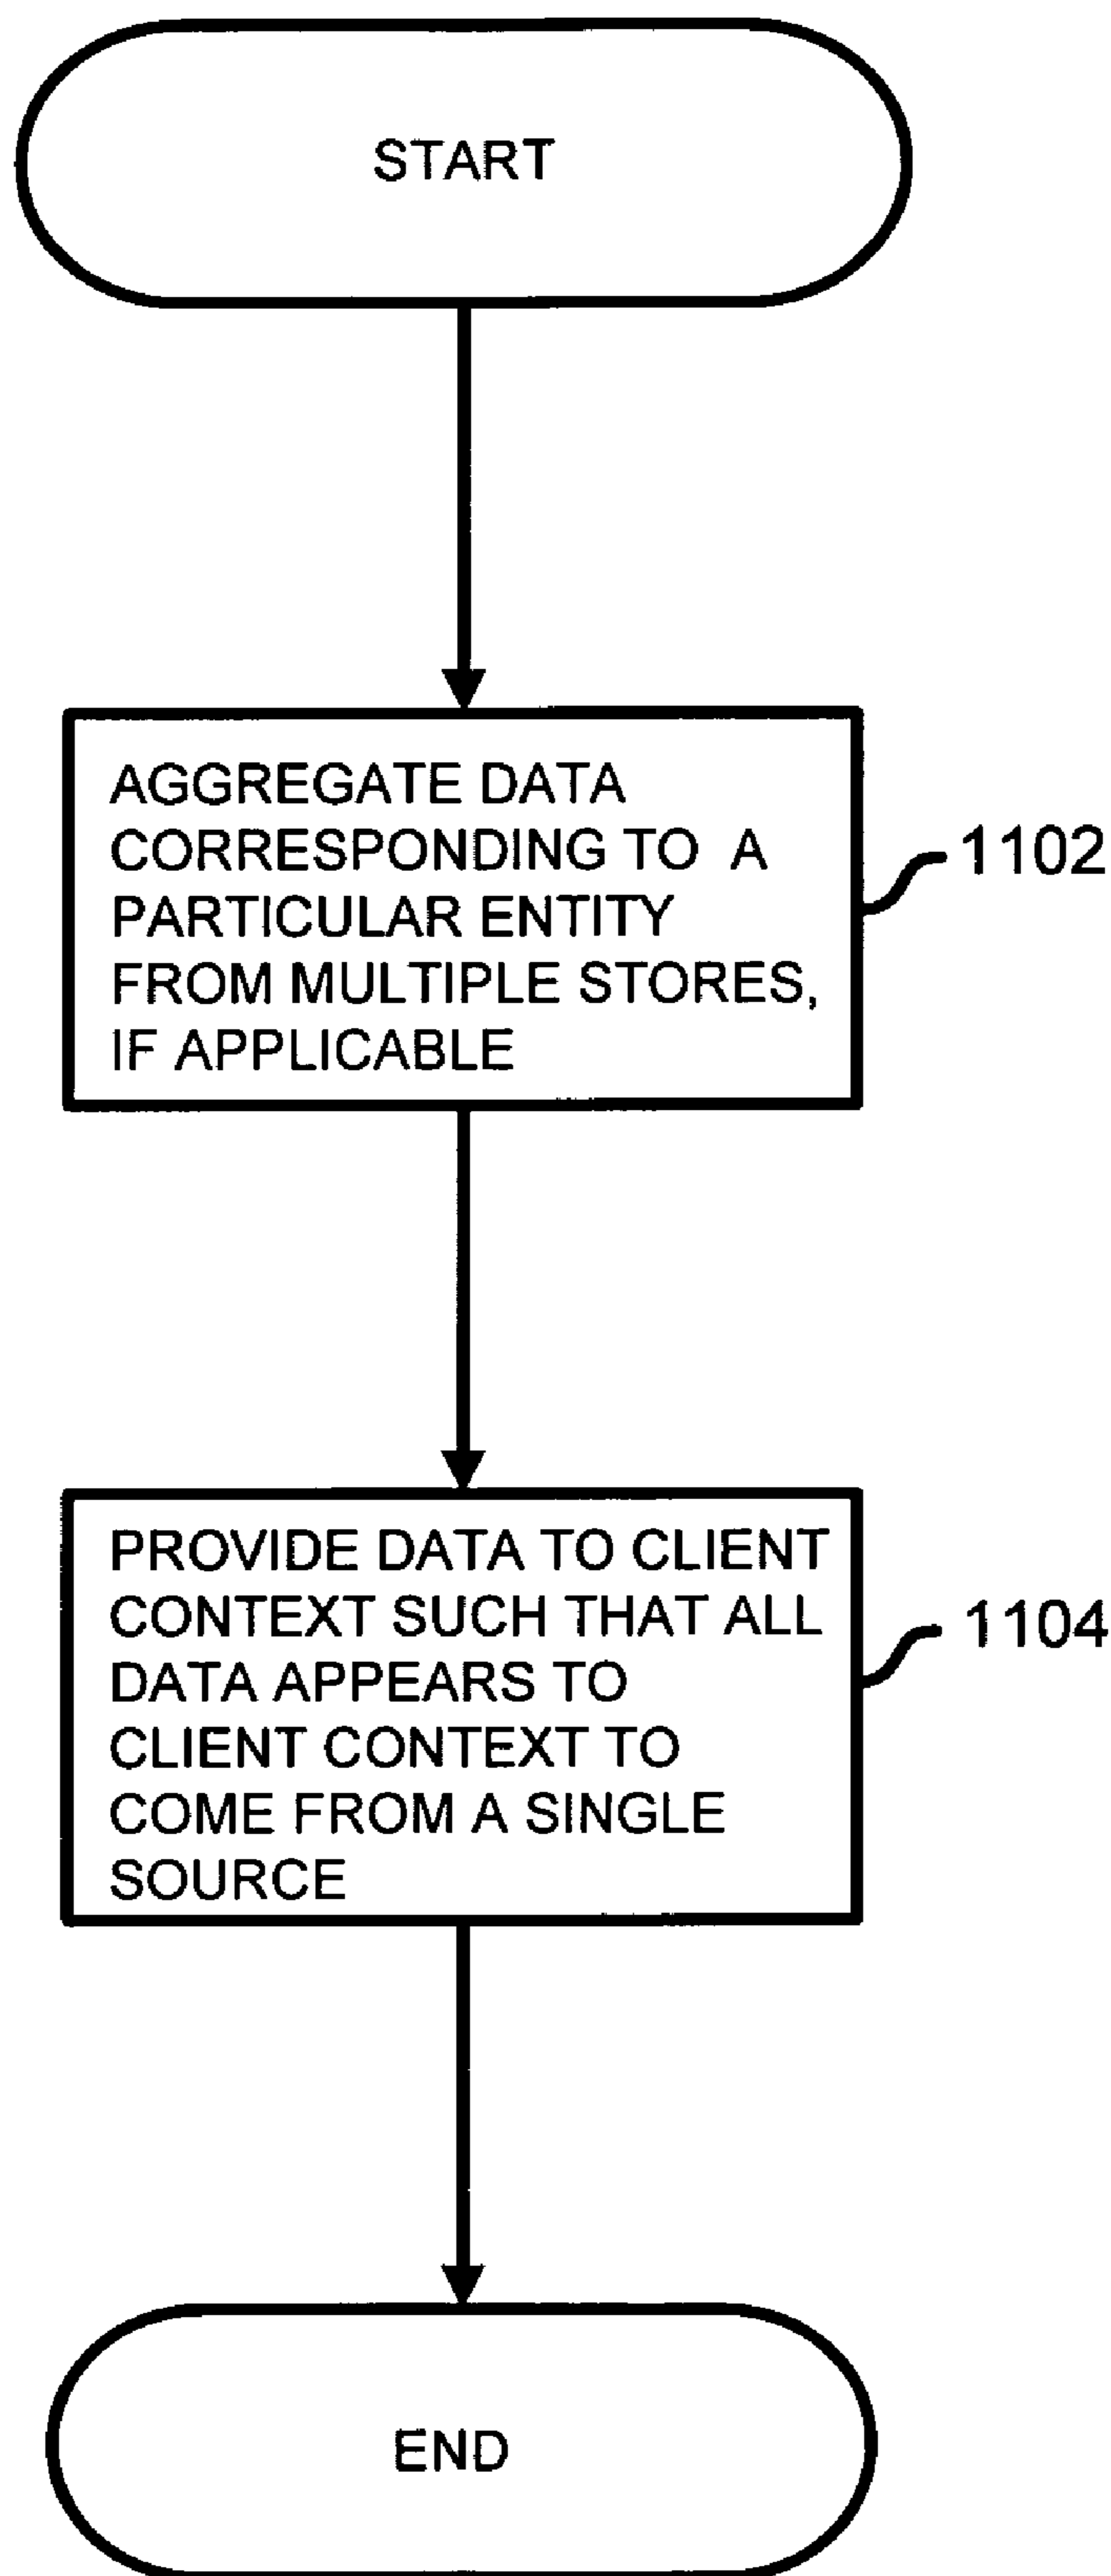 START
AGGREGATE DATA
CORRESPONDING TO A
PARTICULAR ENTITY
FROM MULTIPLE STORES,
IF APPLICABLE
1102
PROVIDE DATA TO CLIENT
CONTEXT SUCH THAT ALL
DATA APPEARS TO
CLIENT CONTEXT TO
COME FROM A SINGLE
SOURCE
1104
END